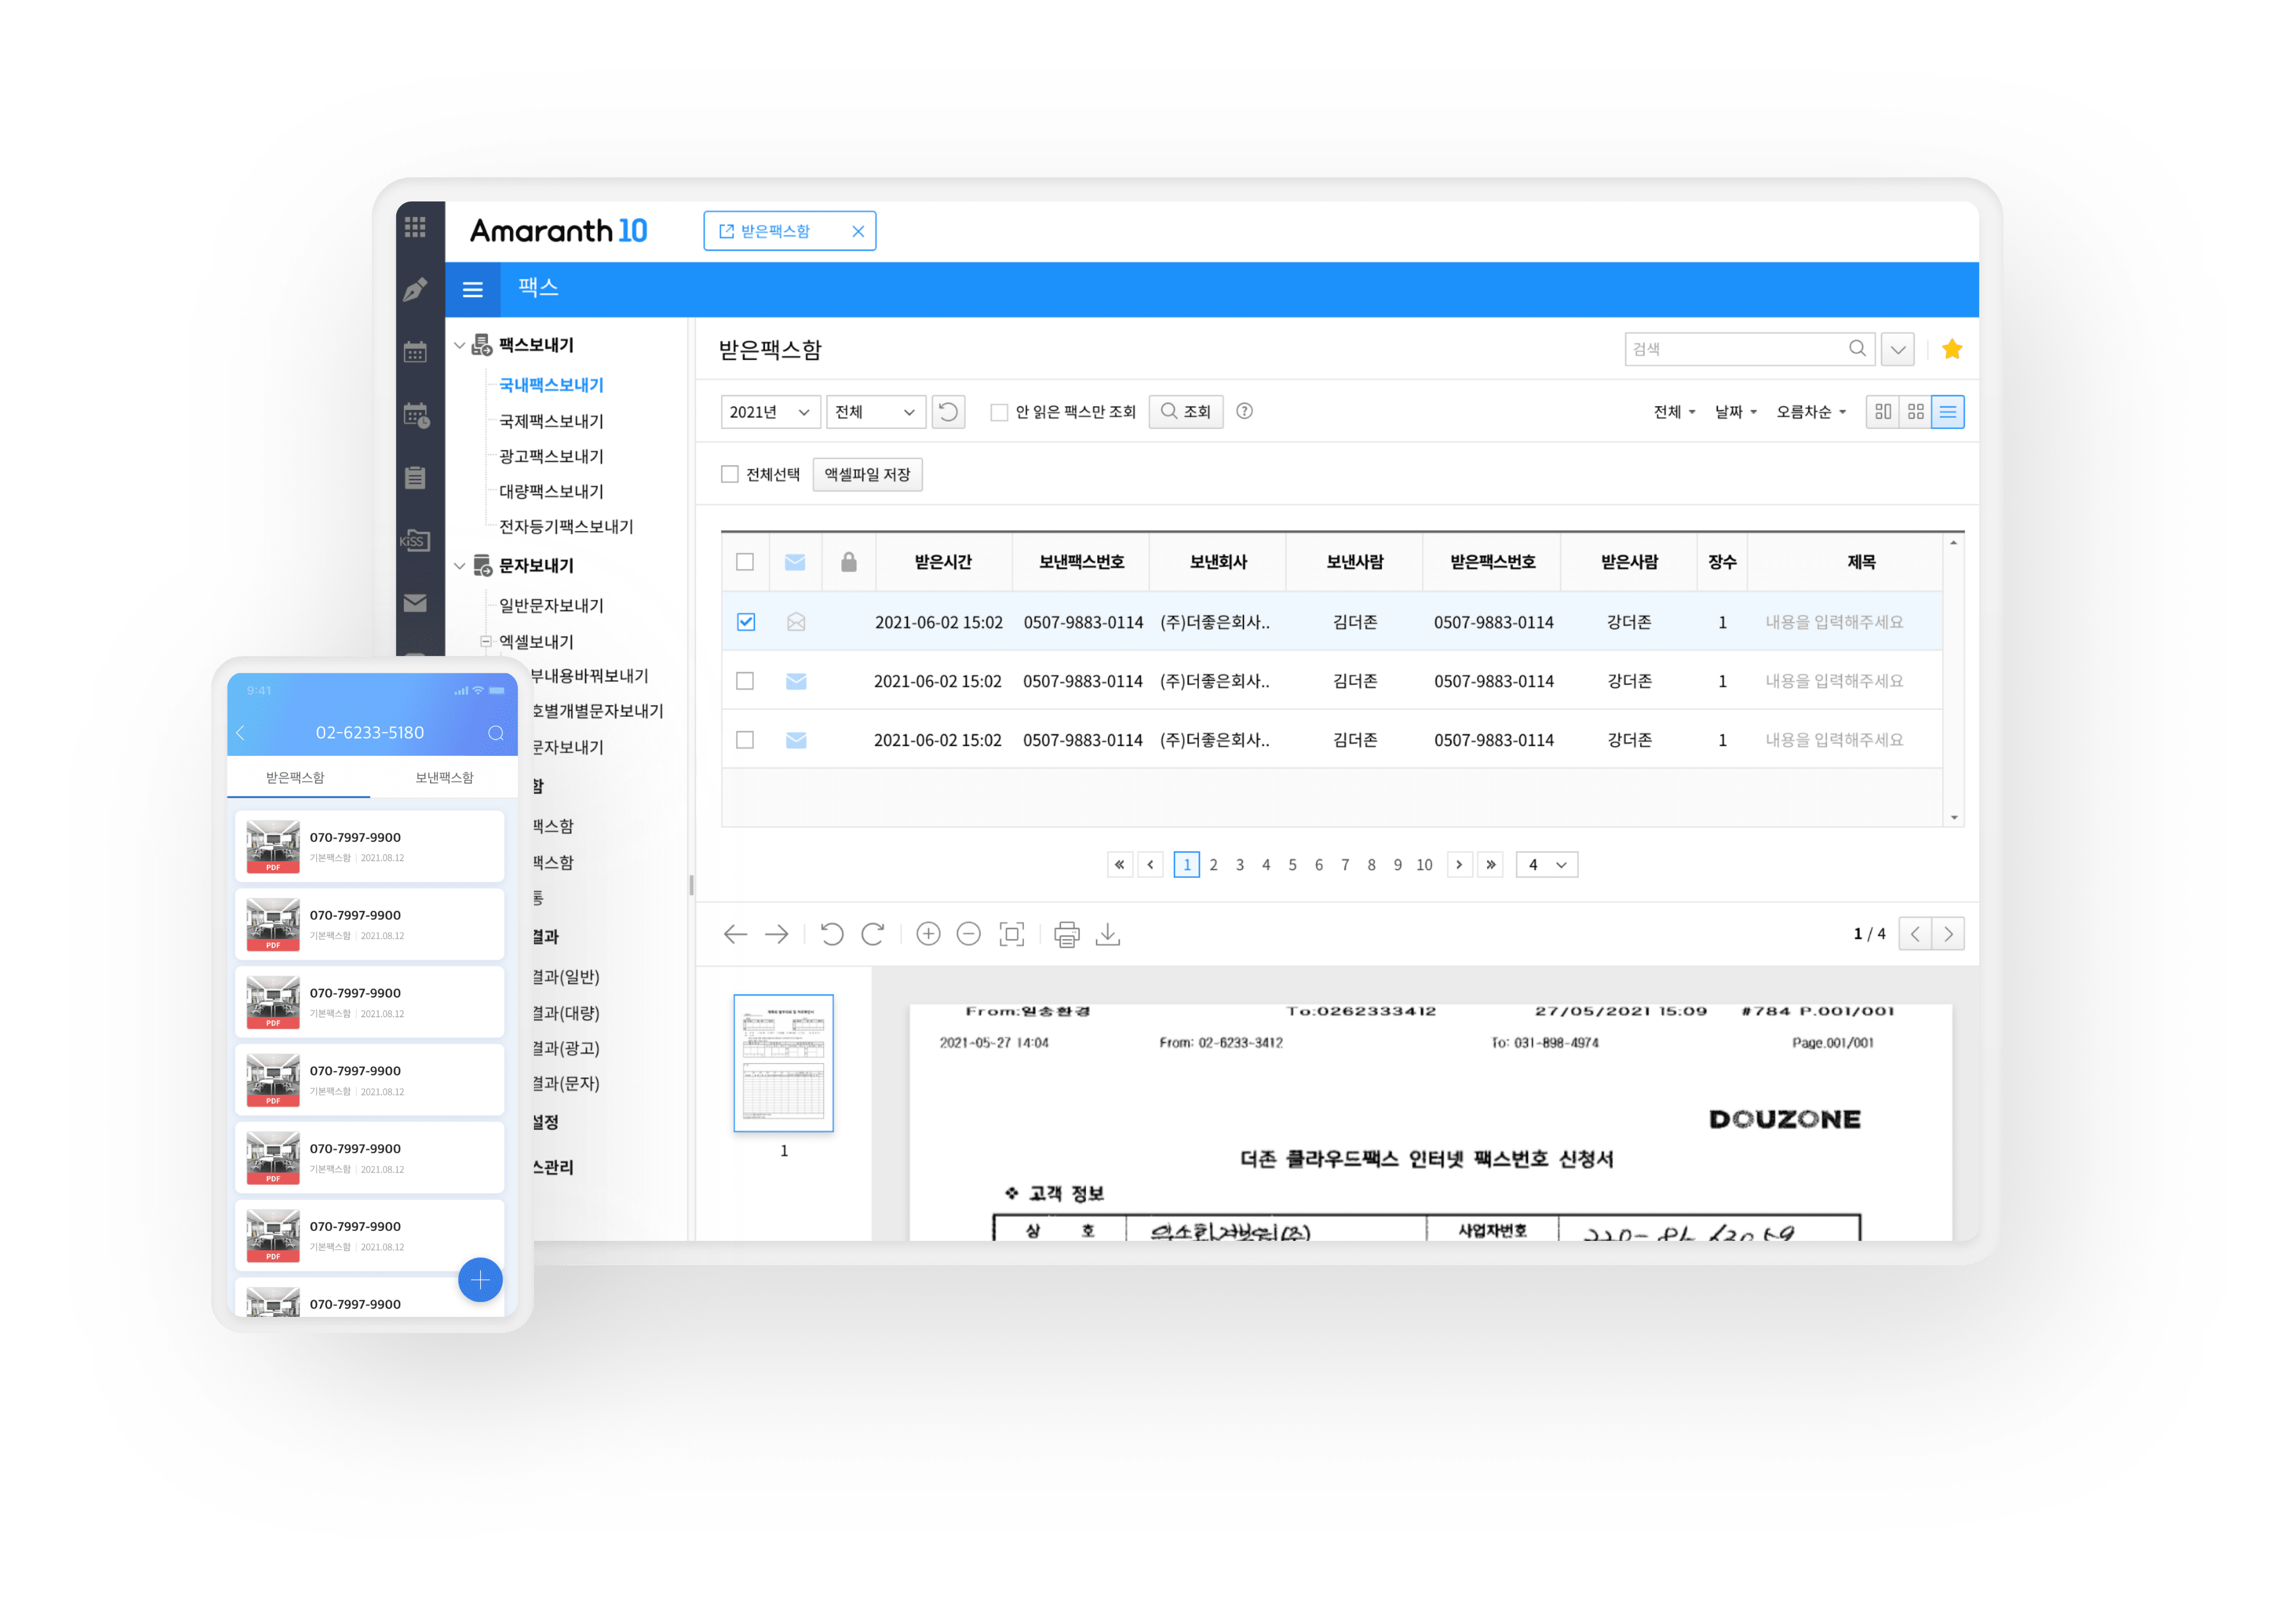 Amaranth 10
받은팩스함
팩스
팩스보내기
국내팩스보내기
국제팩스보내기
광고팩스보내기
대량팩스보내기
전자등기팩스보내기
문자보내기
일반문자보내기
엑셀보내기
부내용바꿔보내기
호별개별문자보내기
문자보내기
함
팩스함
팩스함
통
결과
결과(일반)
결과(대량)
결과(광고)
결과(문자)
설정
스관리
KISS
받은팩스함
검색
2021년 전체 안 읽은 팩스만 조회 조회 ?
전체 날짜 오름차순
전체선택 액셀파일 저장
받은시간 보낸팩스번호 보낸회사 보낸사람 받은팩스번호 받은사람 장수 제목
2021-06-02 15:02 0507-9883-0114 (주)더좋은회사.. 김더존 0507-9883-0114 강더존 1 내용을 입력해주세요
2021-06-02 15:02 0507-9883-0114 (주)더좋은회사.. 김더존 0507-9883-0114 강더존 1 내용을 입력해주세요
2021-06-02 15:02 0507-9883-0114 (주)더좋은회사.. 김더존 0507-9883-0114 강더존 1 내용을 입력해주세요
« ‹ 1 2 3 4 5 6 7 8 9 10 › » 4
1 / 4
1
From:일송환경 To:0262333412 27/05/2021 15:09 #784 P.001/001
2021-05-27 14:04 From: 02-6233-3412 To: 031-898-4974 Page.001/001
DOUZONE
더존 클라우드팩스 인터넷 팩스번호 신청서
❖ 고객 정보
상 호 사업자번호
9:41
02-6233-5180
받은팩스함 보낸팩스함
070-7997-9900
기본팩스함 | 2021.08.12
PDF
070-7997-9900
기본팩스함 | 2021.08.12
PDF
070-7997-9900
기본팩스함 | 2021.08.12
PDF
070-7997-9900
기본팩스함 | 2021.08.12
PDF
070-7997-9900
기본팩스함 | 2021.08.12
PDF
070-7997-9900
기본팩스함 | 2021.08.12
PDF
070-7997-9900